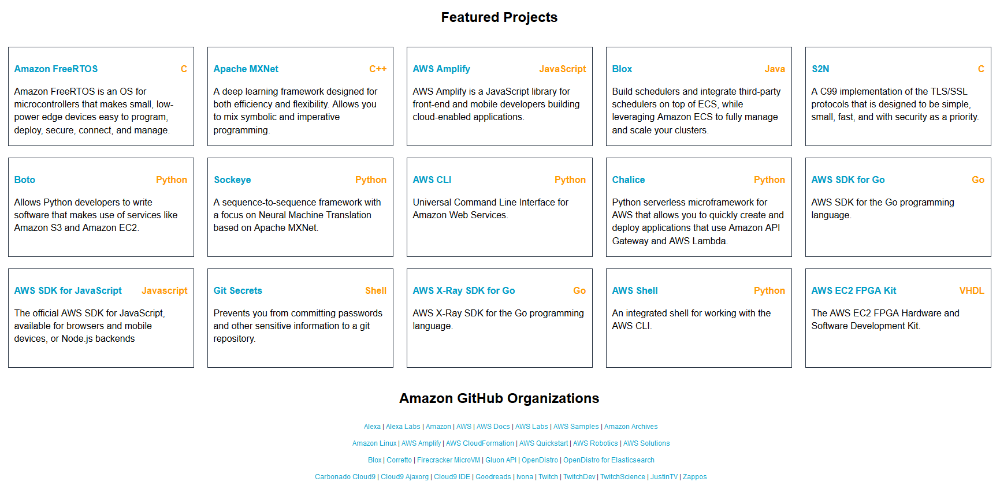 Featured Projects
Amazon FreeRTOS C
Amazon FreeRTOS is an OS for
microcontrollers that makes small, low-
power edge devices easy to program,
deploy, secure, connect, and manage.
Apache MXNet C++
A deep learning framework designed for
both efficiency and flexibility. Allows you
to mix symbolic and imperative
programming.
AWS Amplify JavaScript
AWS Amplify is a JavaScript library for
front-end and mobile developers building
cloud-enabled applications.
Blox Java
Build schedulers and integrate third-party
schedulers on top of ECS, while
leveraging Amazon ECS to fully manage
and scale your clusters.
S2N C
A C99 implementation of the TLS/SSL
protocols that is designed to be simple,
small, fast, and with security as a priority.
Boto Python
Allows Python developers to write
software that makes use of services like
Amazon S3 and Amazon EC2.
Sockeye Python
A sequence-to-sequence framework with
a focus on Neural Machine Translation
based on Apache MXNet.
AWS CLI Python
Universal Command Line Interface for
Amazon Web Services.
Chalice Python
Python serverless microframework for
AWS that allows you to quickly create and
deploy applications that use Amazon API
Gateway and AWS Lambda.
AWS SDK for Go Go
AWS SDK for the Go programming
language.
AWS SDK for JavaScript Javascript
The official AWS SDK for JavaScript,
available for browsers and mobile
devices, or Node.js backends
Git Secrets Shell
Prevents you from committing passwords
and other sensitive information to a git
repository.
AWS X-Ray SDK for Go Go
AWS X-Ray SDK for the Go programming
language.
AWS Shell Python
An integrated shell for working with the
AWS CLI.
AWS EC2 FPGA Kit VHDL
The AWS EC2 FPGA Hardware and
Software Development Kit.
Amazon GitHub Organizations
Alexa | Alexa Labs | Amazon | AWS | AWS Docs | AWS Labs | AWS Samples | Amazon Archives
Amazon Linux | AWS Amplify | AWS CloudFormation | AWS Quickstart | AWS Robotics | AWS Solutions
Blox | Corretto | Firecracker MicroVM | Gluon API | OpenDistro | OpenDistro for Elasticsearch
Carbonado Cloud9 | Cloud9 Ajaxorg | Cloud9 IDE | Goodreads | Ivona | Twitch | TwitchDev | TwitchScience | JustinTV | Zappos